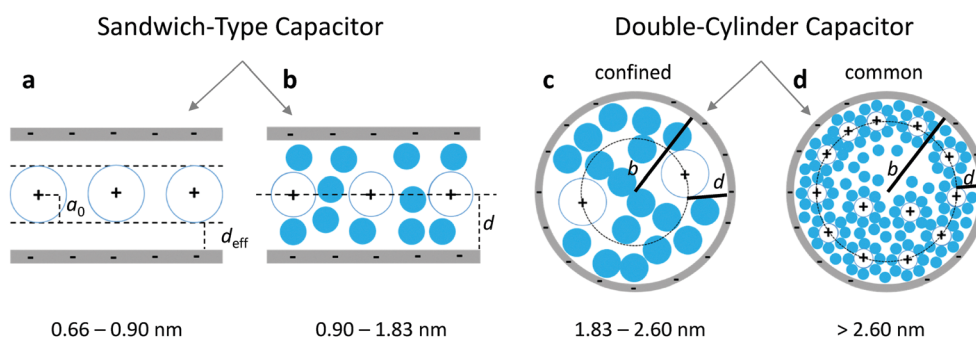 Sandwich-Type Capacitor
Double-Cylinder Capacitor
a
b
c
confined
d
common
- - - - -
- - - - -
+ + +
+ + +
a0
deff
d
- - - - -
- - - - -
b
d
+ +
b
d
+ + + + + + + + + +
0.66 – 0.90 nm
0.90 – 1.83 nm
1.83 – 2.60 nm
> 2.60 nm